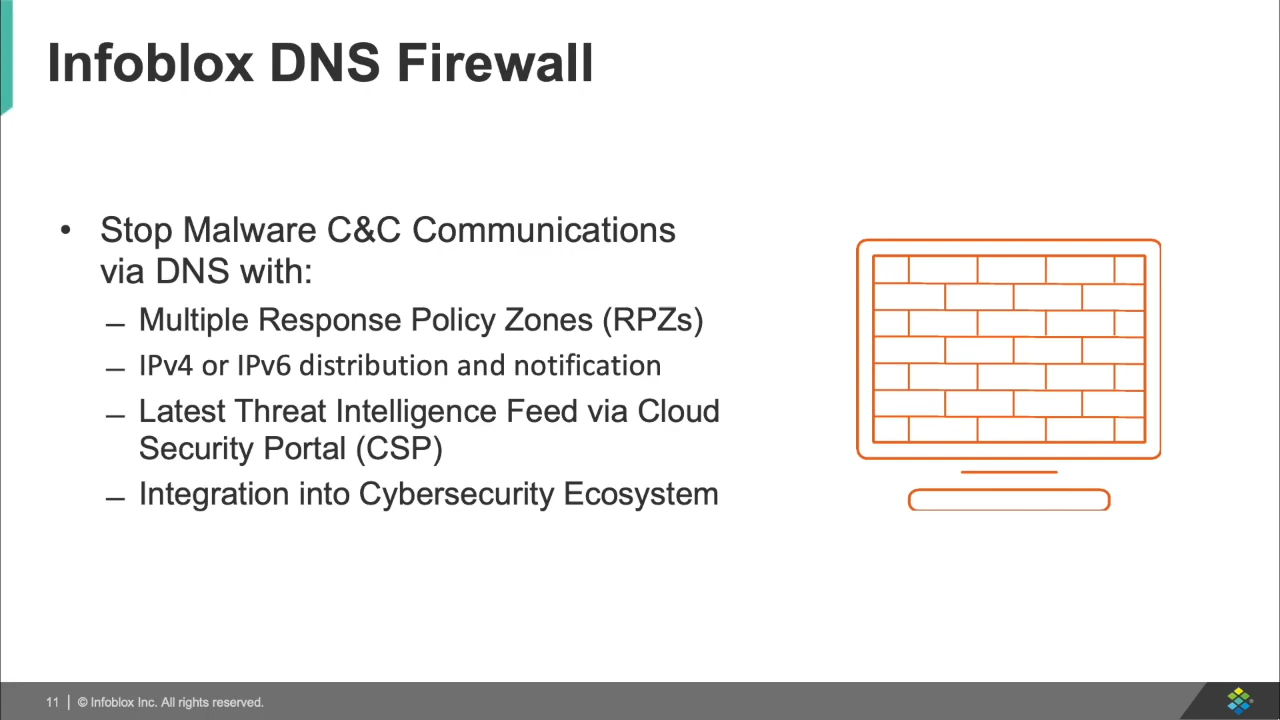 Infoblox DNS Firewall
• Stop Malware C&C Communications
via DNS with:
– Multiple Response Policy Zones (RPZs)
– IPv4 or IPv6 distribution and notification
– Latest Threat Intelligence Feed via Cloud
Security Portal (CSP)
– Integration into Cybersecurity Ecosystem
11 | © Infoblox Inc. All rights reserved.